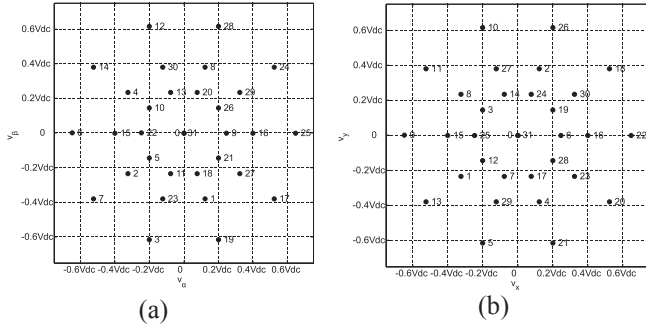 12 28
0.6Vdc
14 30 8 24
0.4Vdc
4 13 20 29
0.2Vdc
10 26
vβ 0 6 15 22 0 31 9 16 25
5 21
-0.2Vdc
2 11 18 27
-0.4Vdc
7 23 1 17
-0.6Vdc
3 19
-0.6Vdc -0.4Vdc -0.2Vdc 0 0.2Vdc 0.4Vdc 0.6Vdc
vα
(a)
10 26
0.6Vdc
11 27 2 18
0.4Vdc
8 14 24 30
0.2Vdc
3 19
vy 0 9 15 25 0 31 6 16 22
12 28
-0.2Vdc
1 7 17 23
-0.4Vdc
13 29 4 20
-0.6Vdc
5 21
-0.6Vdc -0.4Vdc -0.2Vdc 0 0.2Vdc 0.4Vdc 0.6Vdc
vx
(b)